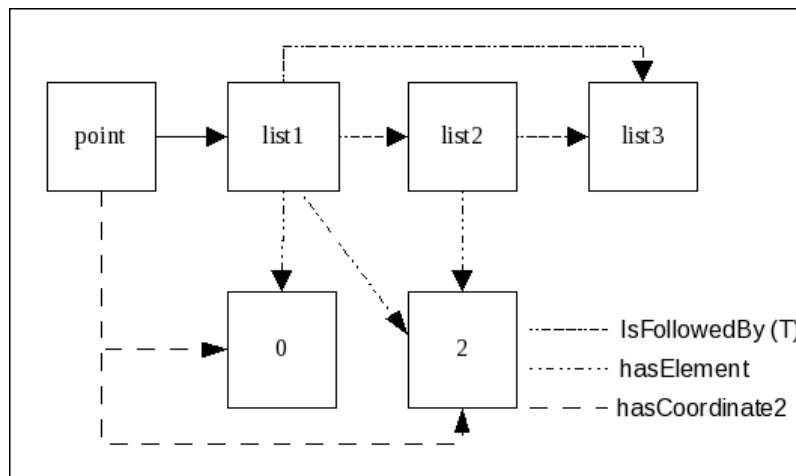 point
list1
list2
list3
0
2
IsFollowedBy (T)
hasElement
hasCoordinate2